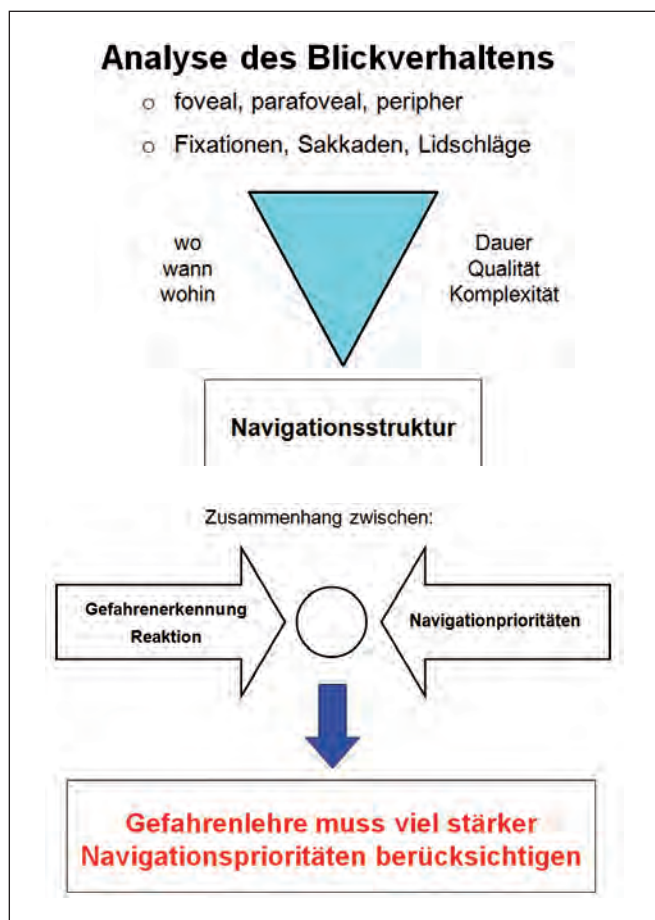 Analyse des Blickverhaltens
o foveal, parafoveal, peripher
o Fixationen, Sakkaden, Lidschläge
wo
wann
wohin
Dauer
Qualität
Komplexität
Navigationsstruktur
Zusammenhang zwischen:
Gefahrenerkennung
Reaktion
Navigationprioritäten
Gefahrenlehre muss viel stärker
Navigationsprioritäten berücksichtigen